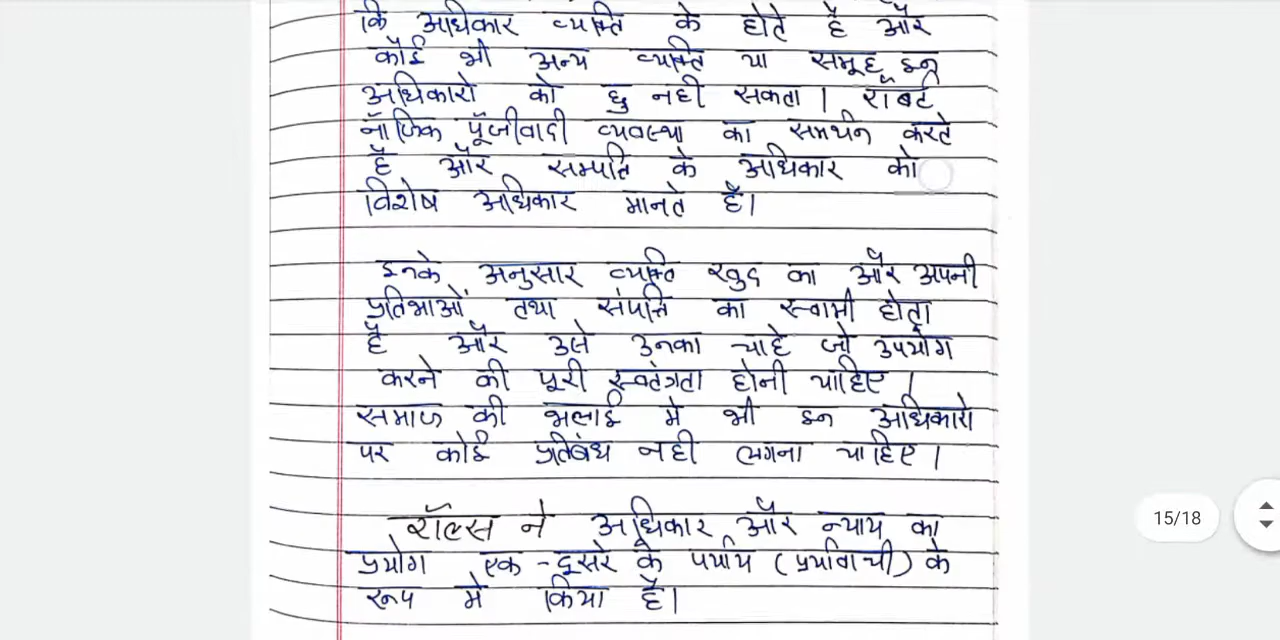 कि अधिकार व्यक्ति के होते है और
कोई भी अन्य व्यक्ति या समूह इन
अधिकारो को छु नही सकता । रॉबर्ट
नॉजिक पूँजीवादी व्यवस्था का समर्थन करते
है और सम्पति के अधिकार को
विशेष अधिकार मानते है।
इनके अनुसार व्यक्ति खुद का और अपनी
प्रतिभाओं तथा संपत्ति का स्वामी होता
है और उसे उनका चाहे जो उपयोग
करने की पूरी स्वतंत्रता होनी चाहिए ।
समाज की भलाई मे भी इन अधिकारो
पर कोई प्रतिबंध नही लगना चाहिए ।
रॉल्स ने अधिकार और न्याय का
प्रयोग एक - दूसरे के पर्याय ( प्रर्यावाची ) के
रूप मे किया है।
15/18